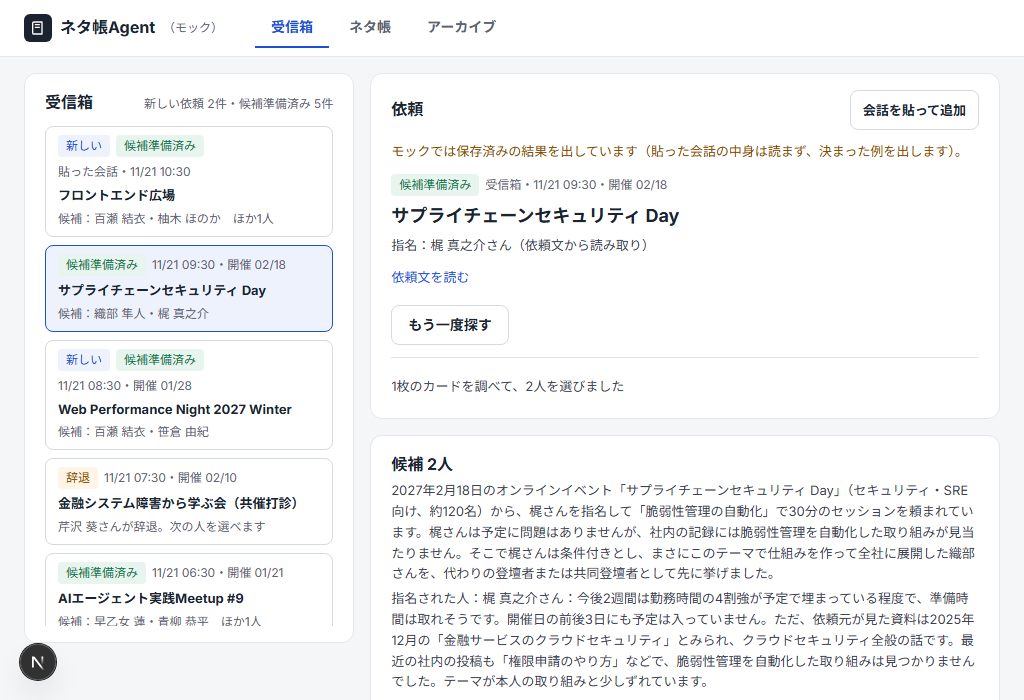 ネタ帳Agent （モック） 受信箱 ネタ帳 アーカイブ
受信箱 新しい依頼 2件・候補準備済み 5件
新しい 候補準備済み
貼った会話・11/21 10:30
フロントエンド広場
候補：百瀬 結衣・柚木 ほのか ほか1人
候補準備済み 11/21 09:30・開催 02/18
サプライチェーンセキュリティ Day
候補：織部 隼人・梶 真之介
新しい 候補準備済み
11/21 08:30・開催 01/28
Web Performance Night 2027 Winter
候補：百瀬 結衣・笹倉 由紀
辞退 11/21 07:30・開催 02/10
金融システム障害から学ぶ会（共催打診）
芹沢 葵さんが辞退。次の人を選べます
候補準備済み 11/21 06:30・開催 01/21
AIエージェント実践Meetup #9
候補：早乙女 蓮・青柳 恭平 ほか1人
N
依頼
会話を貼って追加
モックでは保存済みの結果を出しています（貼った会話の中身は読まず、決まった例を出します）。
候補準備済み 受信箱・11/21 09:30・開催 02/18
サプライチェーンセキュリティ Day
指名：梶 真之介さん（依頼文から読み取り）
依頼文を読む
もう一度探す
1枚のカードを調べて、2人を選びました
候補 2人
2027年2月18日のオンラインイベント「サプライチェーンセキュリティ Day」（セキュリティ・SRE
向け、約120名）から、梶さんを指名して「脆弱性管理の自動化」で30分のセッションを頼まれてい
ます。梶さんは予定に問題はありませんが、社内の記録には脆弱性管理を自動化した取り組みが見当
たりません。そこで梶さんは条件付きとし、まさにこのテーマで仕組みを作って全社に展開した織部
さんを、代わりの登壇者または共同登壇者として先に挙げました。
指名された人：梶 真之介さん：今後2週間は勤務時間の4割強が予定で埋まっている程度で、準備時
間は取れそうです。開催日の前後3日にも予定は入っていません。ただ、依頼元が見た資料は2025年
12月の「金融サービスのクラウドセキュリティ」とみられ、クラウドセキュリティ全般の話です。最
近の社内の投稿も「権限申請のやり方」などで、脆弱性管理を自動化した取り組みは見つかりません
でした。テーマが本人の取り組みと少しずれています。